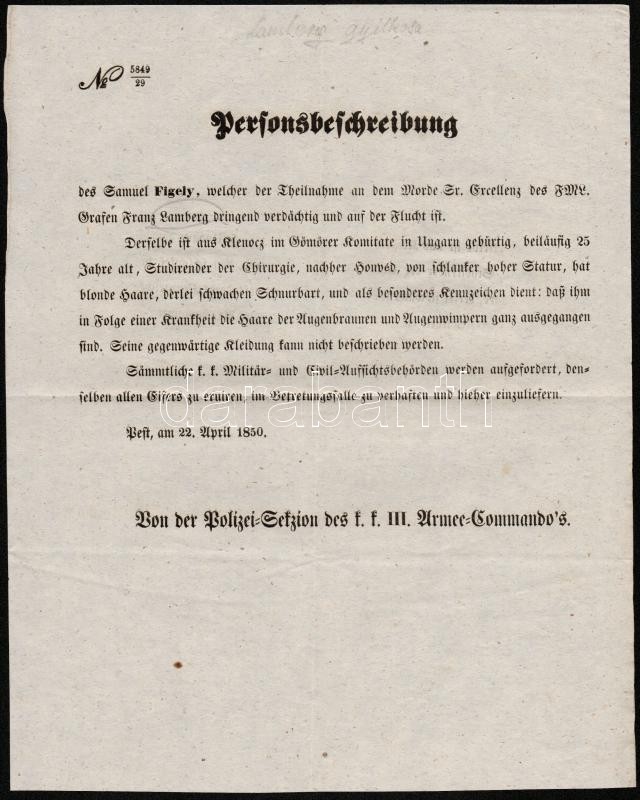 Lamberg gyilkosa
№ 5849/29
Personsbeschreibung
des Samuel Figely, welcher der Theilnahme an dem Morde Sr. Excellenz des FML.
Grafen Franz Lamberg dringend verdächtig und auf der Flucht ist.
Derselbe ist aus Klenocz im Gömörer Komitate in Ungarn gebürtig, beiläufig 25
Jahre alt, Studirender der Chirurgie, nachher Honvéd, von schlanker hoher Statur, hat
blonde Haare, derlei schwachen Schnurbart, und als besonderes Kennzeichen dient: daß ihm
in Folge einer Krankheit die Haare der Augenbraunen und Augenwimpern ganz ausgegangen
sind. Seine gegenwärtige Kleidung kann nicht beschrieben werden.
Sämmtliche k. k. Militär- und Civil-Aufsichtsbehörden werden aufgefordert, den-
selben allen Eifers zu eruiren, im Betretungsfalle zu verhaften und hieher einzuliefern.
darabanth
Pest, am 22. April 1850.
Von der Polizei-Sekzion des k. k. III. Armee-Commando's.